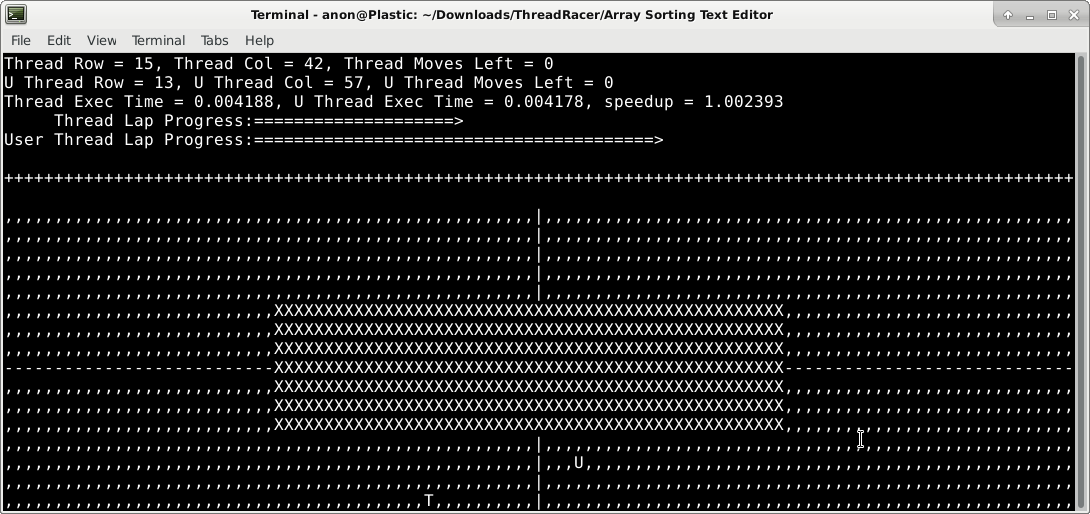 Terminal - anon@Plastic: ~/Downloads/ThreadRacer/Array Sorting Text Editor
File Edit View Terminal Tabs Help
Thread Row = 15, Thread Col = 42, Thread Moves Left = 0
U Thread Row = 13, U Thread Col = 57, U Thread Moves Left = 0
Thread Exec Time = 0.004188, U Thread Exec Time = 0.004178, speedup = 1.002393
     Thread Lap Progress:====================>
User Thread Lap Progress:========================================>
+++++++++++++++++++++++++++++++++++++++++++++++++++++++++++++++++++++++++++++++++++++++++++++++++++++++++++
,,,,,,,,,,,,,,,,,,,,,,,,,,,,,,,,,,,,,,,,,,,,,,,,,,,,,|,,,,,,,,,,,,,,,,,,,,,,,,,,,,,,,,,,,,,,,,,,,,,,,,,,,,,
,,,,,,,,,,,,,,,,,,,,,,,,,,,,,,,,,,,,,,,,,,,,,,,,,,,,,|,,,,,,,,,,,,,,,,,,,,,,,,,,,,,,,,,,,,,,,,,,,,,,,,,,,,,
,,,,,,,,,,,,,,,,,,,,,,,,,,,,,,,,,,,,,,,,,,,,,,,,,,,,,|,,,,,,,,,,,,,,,,,,,,,,,,,,,,,,,,,,,,,,,,,,,,,,,,,,,,,
,,,,,,,,,,,,,,,,,,,,,,,,,,,,,,,,,,,,,,,,,,,,,,,,,,,,,|,,,,,,,,,,,,,,,,,,,,,,,,,,,,,,,,,,,,,,,,,,,,,,,,,,,,,
,,,,,,,,,,,,,,,,,,,,,,,,,,,,,,,,,,,,,,,,,,,,,,,,,,,,,|,,,,,,,,,,,,,,,,,,,,,,,,,,,,,,,,,,,,,,,,,,,,,,,,,,,,,
,,,,,,,,,,,,,,,,,,,,,,,,,,,XXXXXXXXXXXXXXXXXXXXXXXXXXXXXXXXXXXXXXXXXXXXXXXXXXX,,,,,,,,,,,,,,,,,,,,,,,,,,,,,
,,,,,,,,,,,,,,,,,,,,,,,,,,,XXXXXXXXXXXXXXXXXXXXXXXXXXXXXXXXXXXXXXXXXXXXXXXXXXX,,,,,,,,,,,,,,,,,,,,,,,,,,,,,
,,,,,,,,,,,,,,,,,,,,,,,,,,,XXXXXXXXXXXXXXXXXXXXXXXXXXXXXXXXXXXXXXXXXXXXXXXXXXX,,,,,,,,,,,,,,,,,,,,,,,,,,,,,
---------------------------XXXXXXXXXXXXXXXXXXXXXXXXXXXXXXXXXXXXXXXXXXXXXXXXXXX-----------------------------
,,,,,,,,,,,,,,,,,,,,,,,,,,,XXXXXXXXXXXXXXXXXXXXXXXXXXXXXXXXXXXXXXXXXXXXXXXXXXX,,,,,,,,,,,,,,,,,,,,,,,,,,,,,
,,,,,,,,,,,,,,,,,,,,,,,,,,,XXXXXXXXXXXXXXXXXXXXXXXXXXXXXXXXXXXXXXXXXXXXXXXXXXX,,,,,,,,,,,,,,,,,,,,,,,,,,,,,
,,,,,,,,,,,,,,,,,,,,,,,,,,,XXXXXXXXXXXXXXXXXXXXXXXXXXXXXXXXXXXXXXXXXXXXXXXXXXX,,,,,,,,,,,,,,,,,,,,,,,,,,,,,
,,,,,,,,,,,,,,,,,,,,,,,,,,,,,,,,,,,,,,,,,,,,,,,,,,,,,|,,,,,,,,,,,,,,,,,,,,,,,,,,,,,,,,,,,,,,,,,,,,,,,,,,,,,
,,,,,,,,,,,,,,,,,,,,,,,,,,,,,,,,,,,,,,,,,,,,,,,,,,,,,|,,,U,,,,,,,,,,,,,,,,,,,,,,,,,,,,,,,,,,,,,,,,,,,,,,,,,
,,,,,,,,,,,,,,,,,,,,,,,,,,,,,,,,,,,,,,,,,,,,,,,,,,,,,|,,,,,,,,,,,,,,,,,,,,,,,,,,,,,,,,,,,,,,,,,,,,,,,,,,,,,
,,,,,,,,,,,,,,,,,,,,,,,,,,,,,,,,,,,,,,,,,,T,,,,,,,,,,|,,,,,,,,,,,,,,,,,,,,,,,,,,,,,,,,,,,,,,,,,,,,,,,,,,,,,